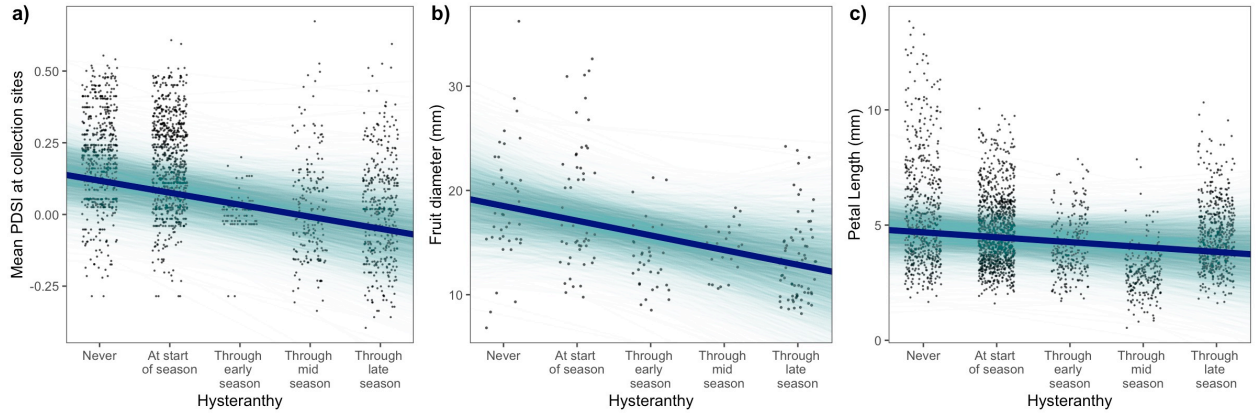 a)
Mean PDSI at collection sites
0.50
0.25
0.00
-0.25
Never
At start
of season
Through
early
season
Through
mid
season
Through
late
season
Hysteranthy
b)
Fruit diameter (mm)
30
20
10
Never
At start
of season
Through
early
season
Through
mid
season
Through
late
season
Hysteranthy
c)
Petal Length (mm)
10
5
0
Never
At start
of season
Through
early
season
Through
mid
season
Through
late
season
Hysteranthy